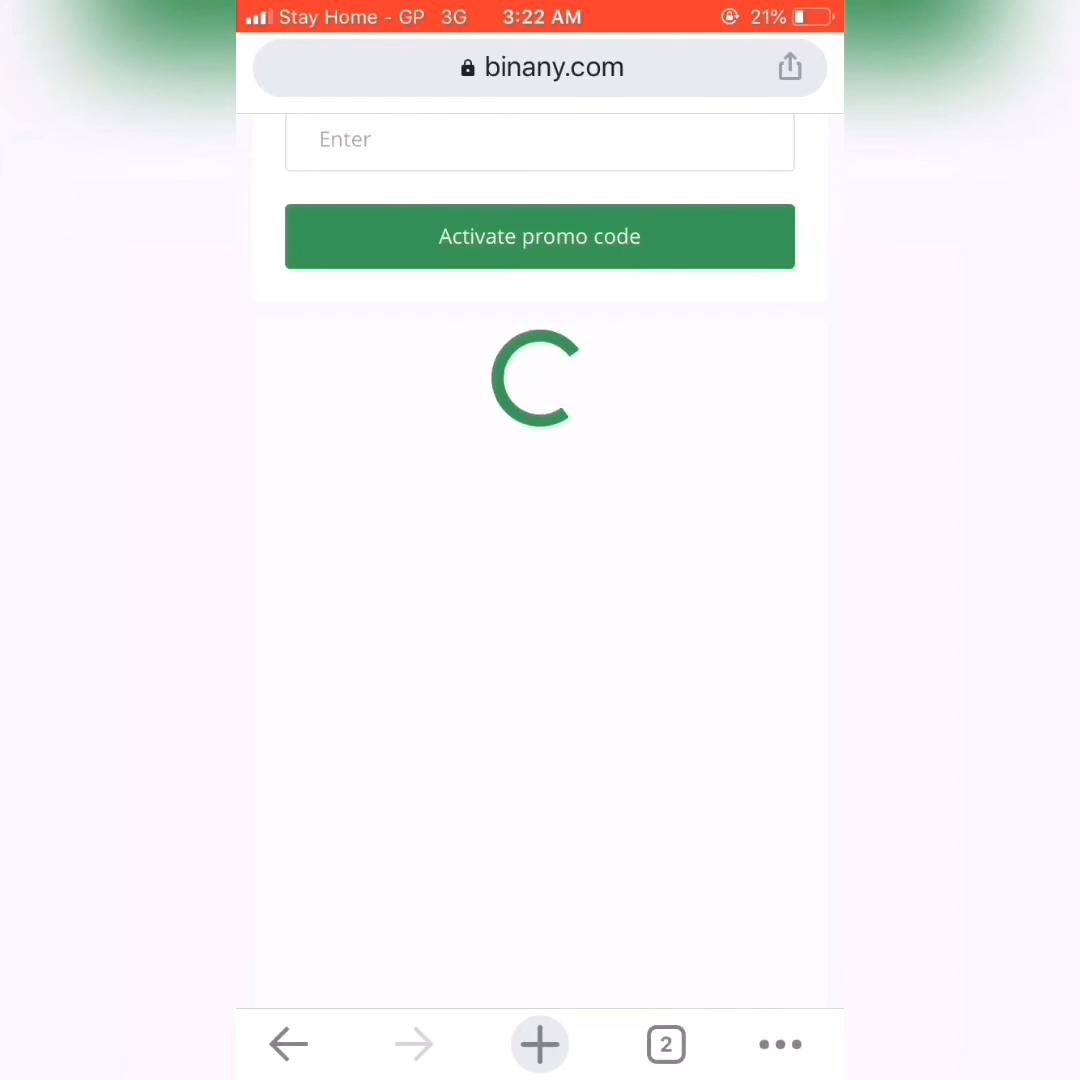 Stay Home - GP 3G 3:22 AM 21%
binany.com
Enter
Activate promo code
2